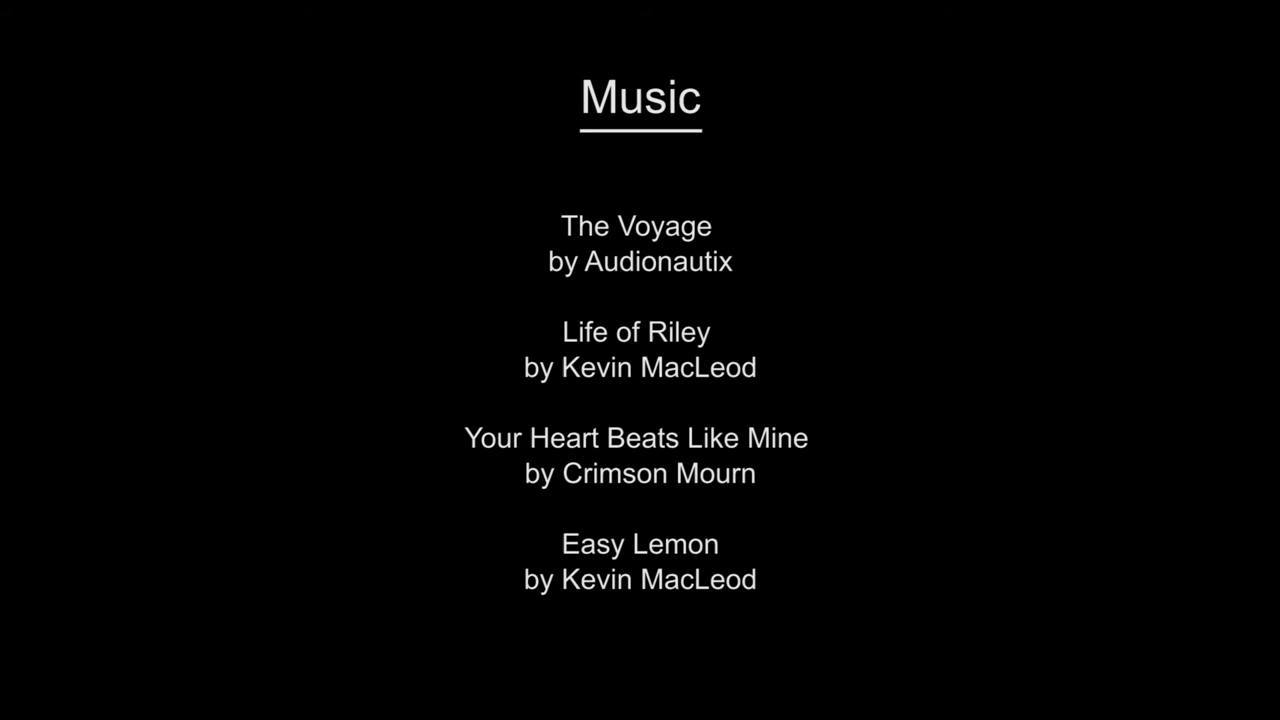 Music
The Voyage
by Audionautix
Life of Riley
by Kevin MacLeod
Your Heart Beats Like Mine
by Crimson Mourn
Easy Lemon
by Kevin MacLeod